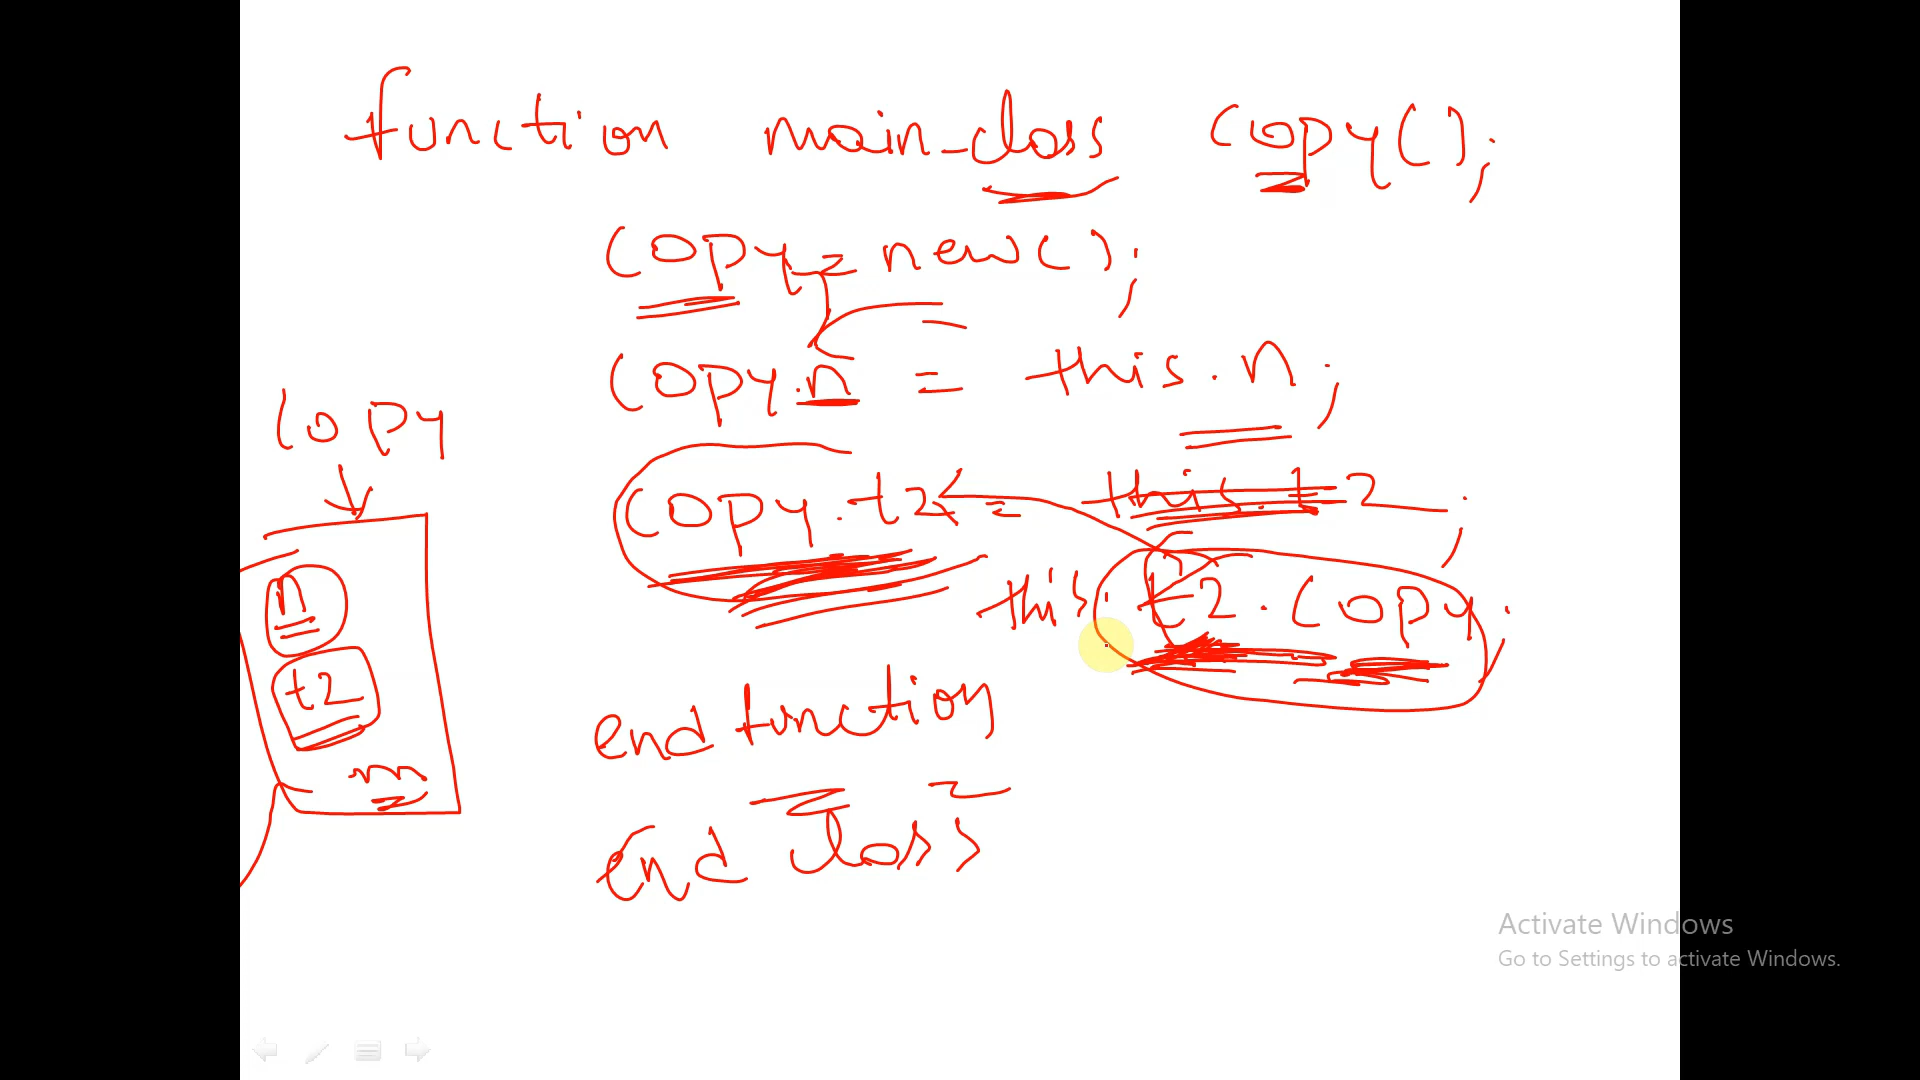 function main_class copy();
copy = new();
copy.n = this.n;
copy
copy.t2 = this.t2;
n
this.t2.copy;
t2
end function
m
end class
Activate Windows
Go to Settings to activate Windows.